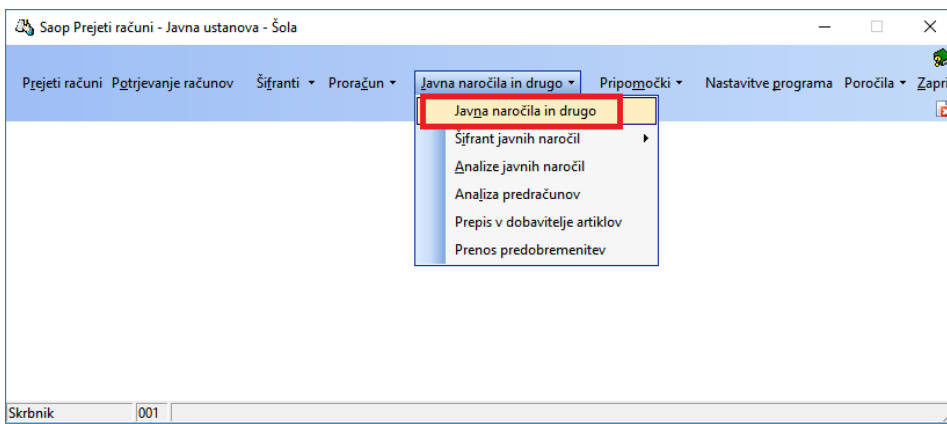 Saop Prejeti računi - Javna ustanova - Šola
Prejeti računi Potrjevanje računov Šifranti Proračun Javna naročila in drugo Pripomočki Nastavitve programa Poročila Zapri
Javna naročila in drugo
Šifrant javnih naročil
Analize javnih naročil
Analiza predračunov
Prepis v dobavitelje artiklov
Prenos predobremenitev
Skrbnik 001